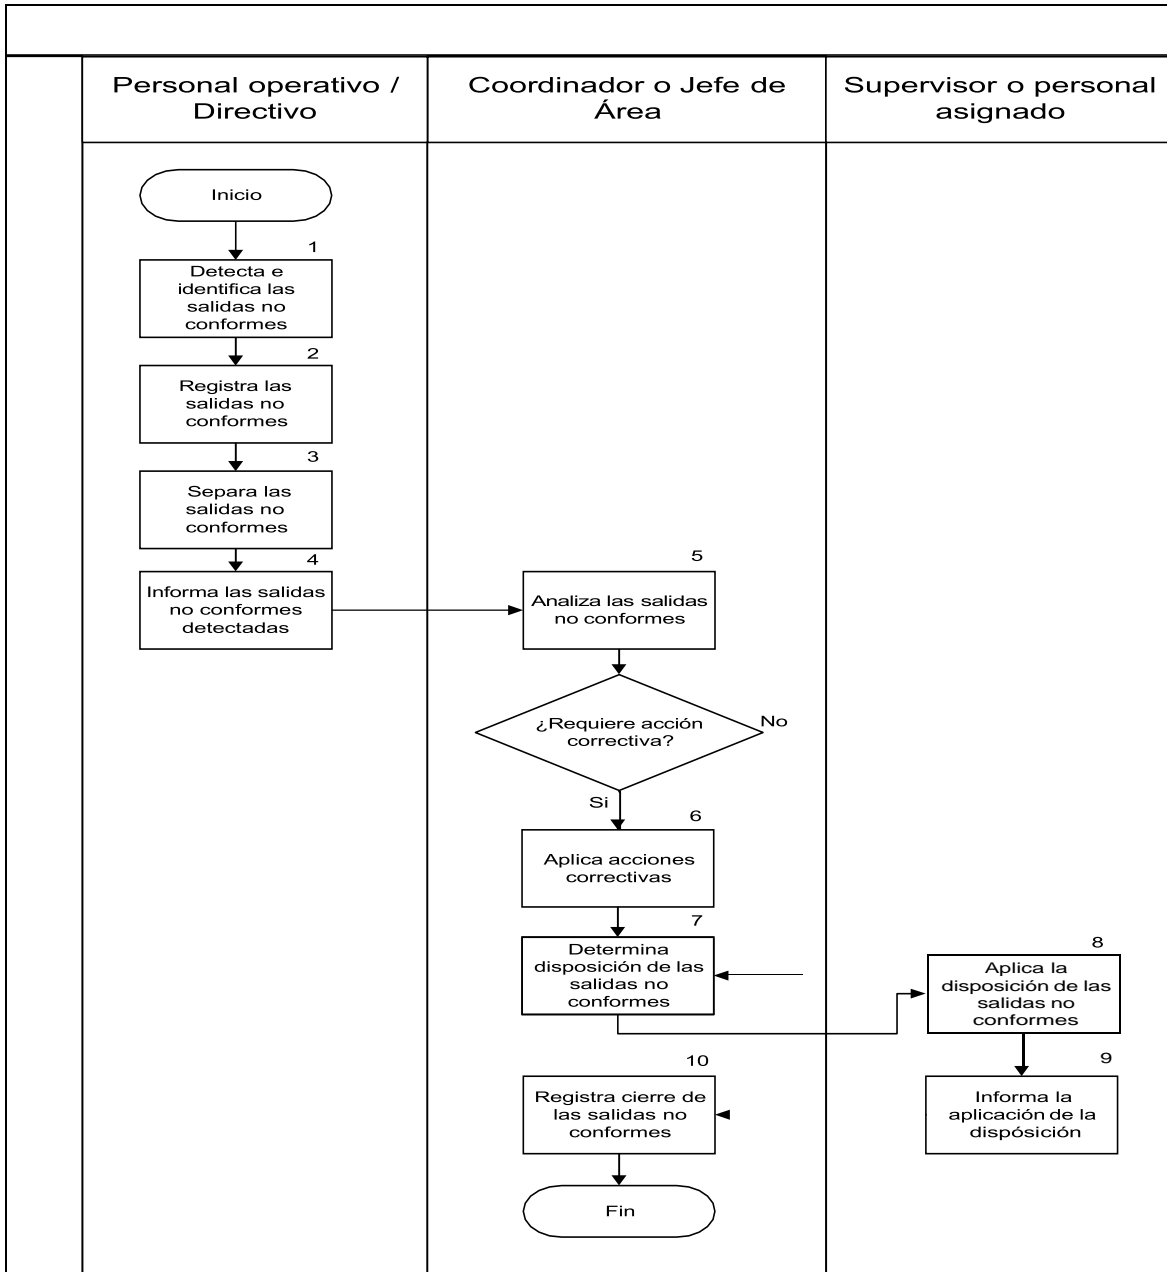 Personal operativo /
Directivo
Coordinador o Jefe de
Área
Supervisor o personal
asignado
Inicio
1
Detecta e
identifica las
salidas no
conformes
2
Registra las
salidas no
conformes
3
Separa las
salidas no
conformes
4
Informa las salidas
no conformes
detectadas
5
Analiza las salidas
no conformes
¿Requiere acción
correctiva?
No
Si
6
Aplica acciones
correctivas
7
Determina
disposición de las
salidas no
conformes
8
Aplica la
disposición de las
salidas no
conformes
9
Informa la
aplicación de la
dispósición
10
Registra cierre de
las salidas no
conformes
Fin